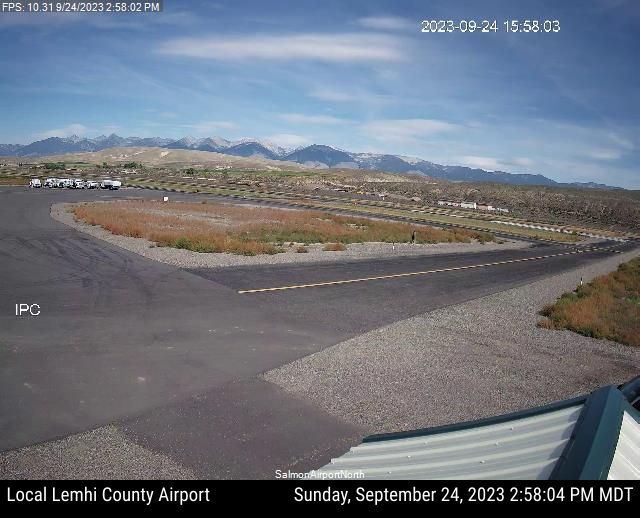 FPS: 10.31 9/24/2023 2:58:02 PM
2023-09-24 15:58:03
IPC
SalmonAirportNorth
Local Lemhi County Airport
Sunday, September 24, 2023 2:58:04 PM MDT